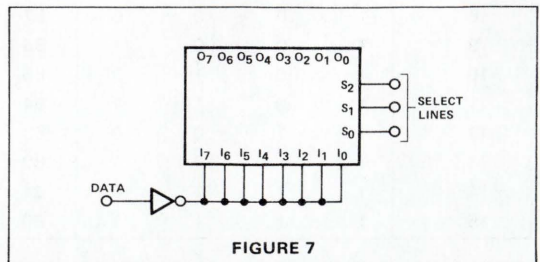 O7 O6 O5 O4 O3 O2 O1 O0
S2
S1
S0
SELECT
LINES
I7 I6 I5 I4 I3 I2 I1 I0
DATA
FIGURE 7